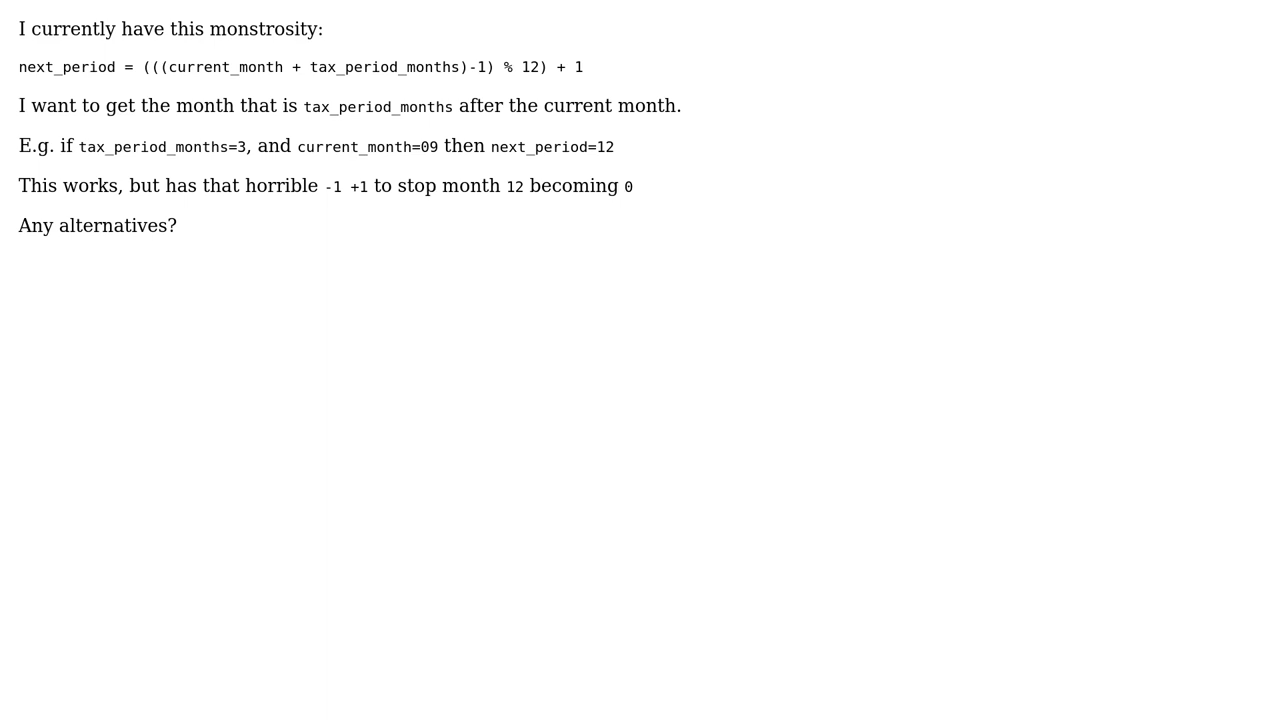 I currently have this monstrosity:
next_period = (((current_month + tax_period_months)-1) % 12) + 1
I want to get the month that is tax_period_months after the current month.
E.g. if tax_period_months=3, and current_month=09 then next_period=12
This works, but has that horrible -1 +1 to stop month 12 becoming 0
Any alternatives?